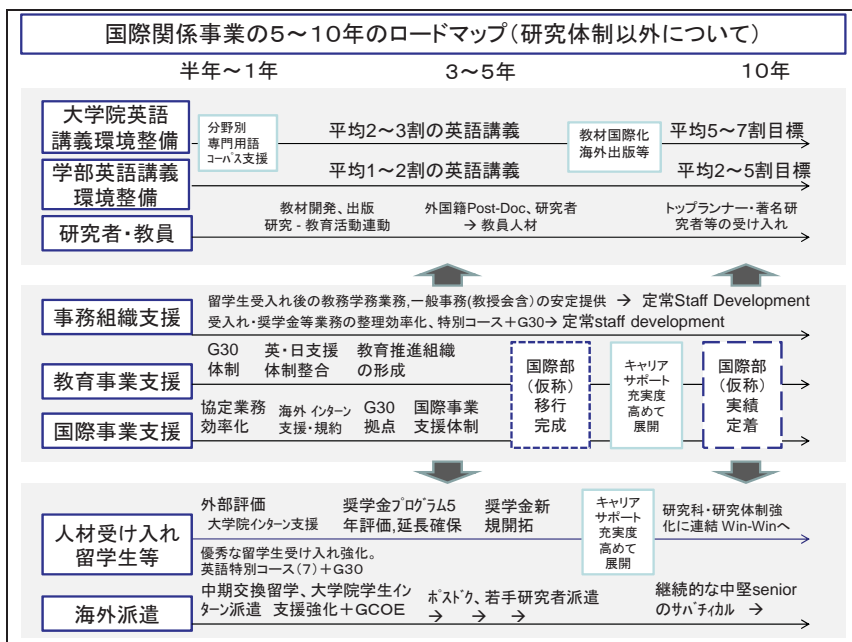 国際関係事業の5～10年のロードマップ(研究体制以外について)
半年～1年 3～5年 10年
大学院英語
講義環境整備
分野別
専門用語
コーパス支援
平均2～3割の英語講義
教材国際化
海外出版等
平均5～7割目標
学部英語講義
環境整備
平均1～2割の英語講義
平均2～5割目標
研究者・教員
教材開発、出版
研究 - 教育活動連動
外国籍Post-Doc、研究者
→ 教員人材
トップランナー・著名研
究者等の受け入れ
事務組織支援
留学生受入れ後の教務学務業務,一般事務(教授会含)の安定提供 → 定常Staff Development
受入れ・奨学金等業務の整理効率化、特別コース+G30→ 定常staff development
教育事業支援
G30
体制
英・日支援
体制整合
教育推進組織
の形成
国際部
(仮称)
移行
完成
キャリア
サポート
充実度
高めて
展開
国際部
(仮称)
実績
定着
国際事業支援
協定業務
効率化
海外 インターン
支援・規約
G30
拠点
国際事業
支援体制
人材受け入れ
留学生等
外部評価
大学院インターン支援
奨学金プログラム5
年評価,延長確保
奨学金新
規開拓
キャリア
サポート
充実度
高めて
展開
研究科・研究体制強
化に連結 Win-Winへ
優秀な留学生受け入れ強化。
英語特別コース(7)+G30
海外派遣
中期交換留学、大学院学生イン
ターン派遣 支援強化+GCOE
ポスドク、若手研究者派遣
→ → →
継続的な中堅senior
のサバティカル →